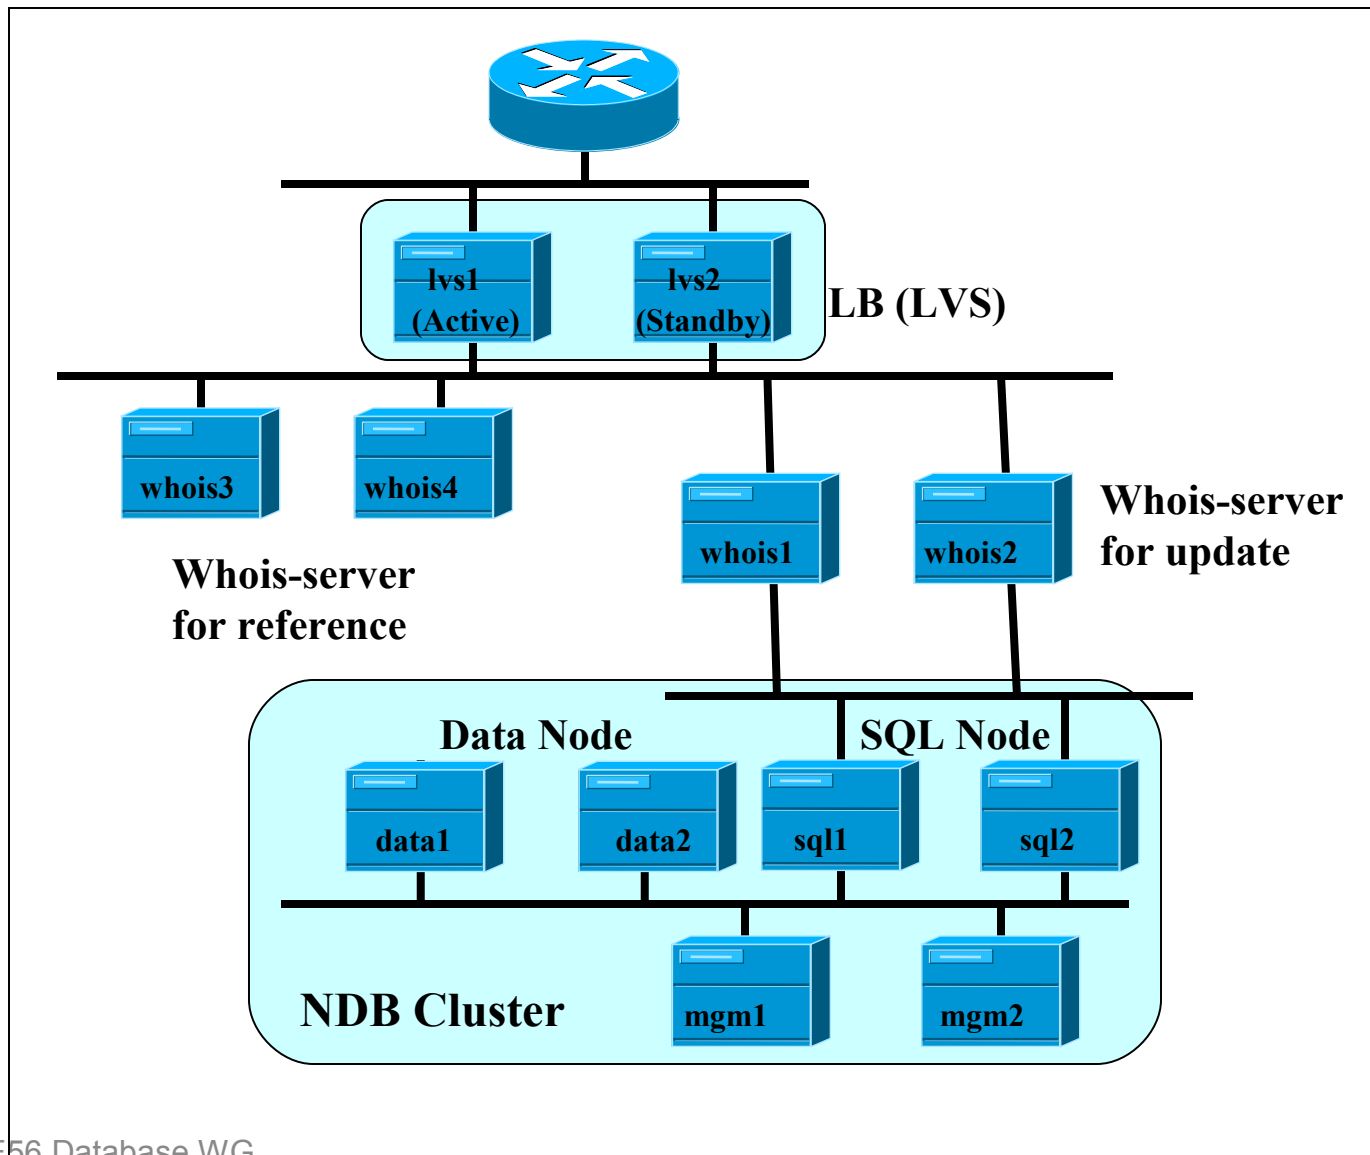 lvs1
(Active)
lvs2
(Standby)
LB (LVS)
whois3
whois4
Whois-server
for reference
whois1
whois2
Whois-server
for update
Data Node
SQL Node
data1
data2
sql1
sql2
mgm1
mgm2
NDB Cluster
E56 Database WG